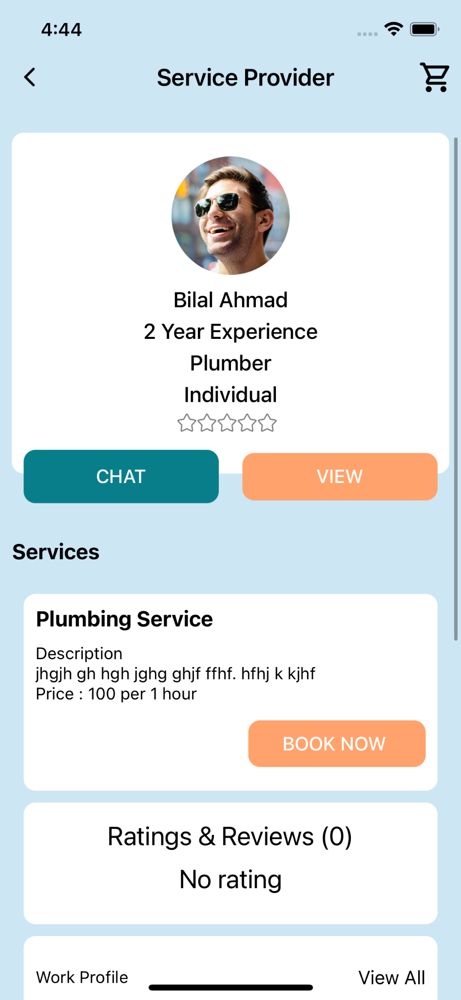 4:44
Service Provider
Bilal Ahmad
2 Year Experience
Plumber
Individual
CHAT
VIEW
Services
Plumbing Service
Description
jhgjh gh hgh jghg ghjf ffhf. hfhj k kjhf
Price : 100 per 1 hour
BOOK NOW
Ratings & Reviews (0)
No rating
Work Profile
View All